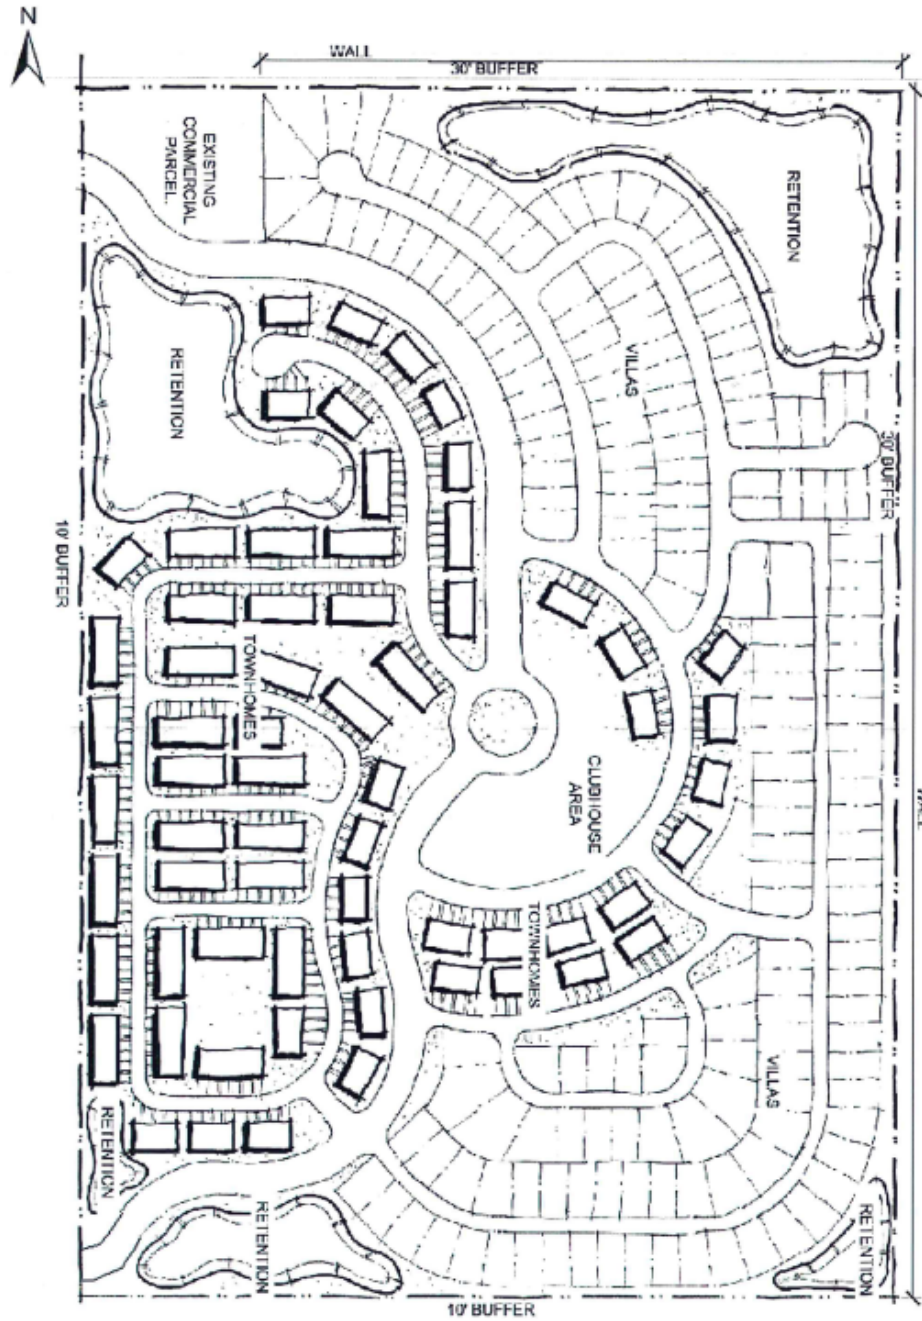 N
WALL
30' BUFFER
EXISTING
COMMERCIAL
PARCEL
RETENTION
RETENTION
VILLAS
30' BUFFER
10' BUFFER
TOWNHOMES
CLUBHOUSE
AREA
WALL
TOWNHOMES
VILLAS
RETENTION
RETENTION
RETENTION
10' BUFFER